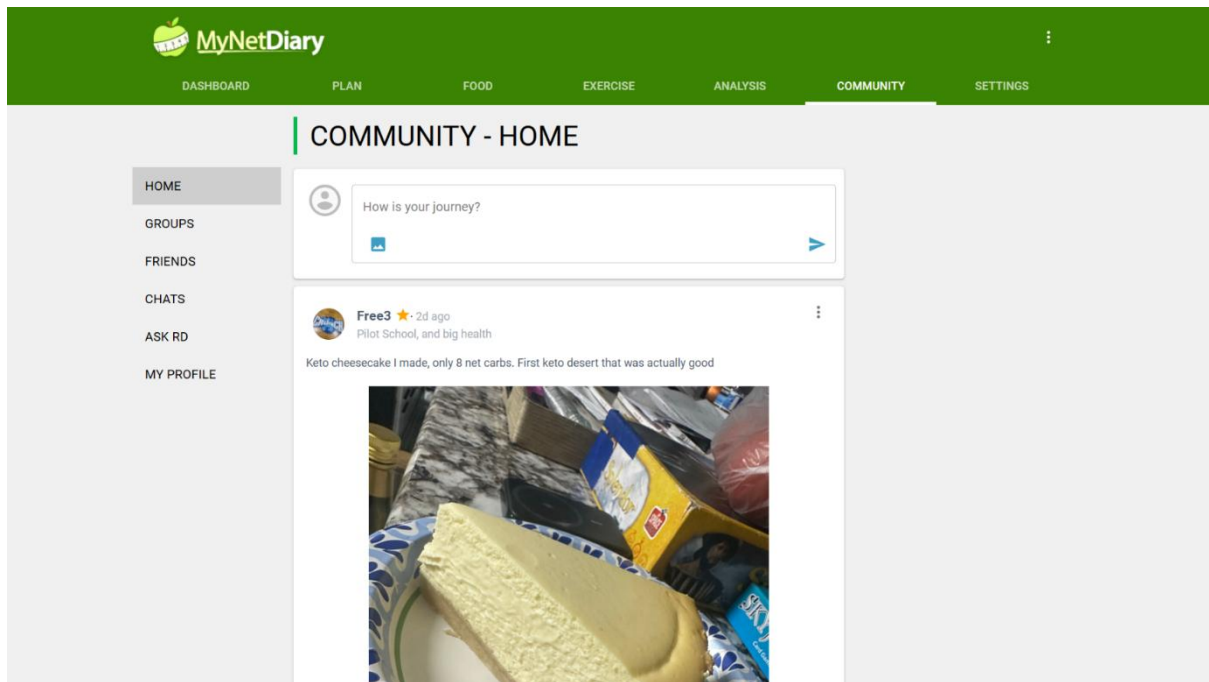 MyNetDiary
DASHBOARD PLAN FOOD EXERCISE ANALYSIS COMMUNITY SETTINGS
COMMUNITY - HOME
HOME
GROUPS
FRIENDS
CHATS
ASK RD
MY PROFILE
How is your journey?
Free3 · 2d ago
Pilot School, and big health
Keto cheesecake I made, only 8 net carbs. First keto desert that was actually good